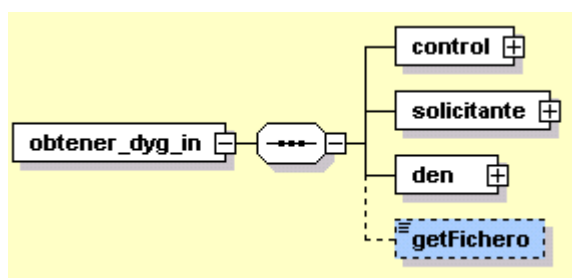 control
solicitante
obtener_dyg_in
den
getFichero